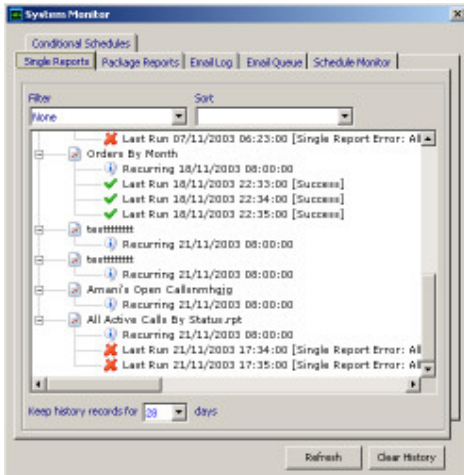 System Monitor
Conditional Schedules
Single Reports Package Reports Email Log Email Queue Schedule Monitor
Filter Sort
None
Last Run 07/11/2003 06:23:00 [Single Report Error: All
Orders By Month
Recurring 18/11/2003 08:00:00
Last Run 18/11/2003 22:33:00 [Success]
Last Run 18/11/2003 22:34:00 [Success]
Last Run 18/11/2003 22:35:00 [Success]
Recurring 21/11/2003 08:00:00
Recurring 21/11/2003 08:00:00
Amani's Open
Recurring 21/11/2003 08:00:00
All Active Calls By Status.rpt
Recurring 21/11/2003 08:00:00
Last Run 21/11/2003 17:34:00 [Single Report Error: All
Last Run 21/11/2003 17:35:00 [Single Report Error: All
Keep history records for 28 days
Refresh Clear History